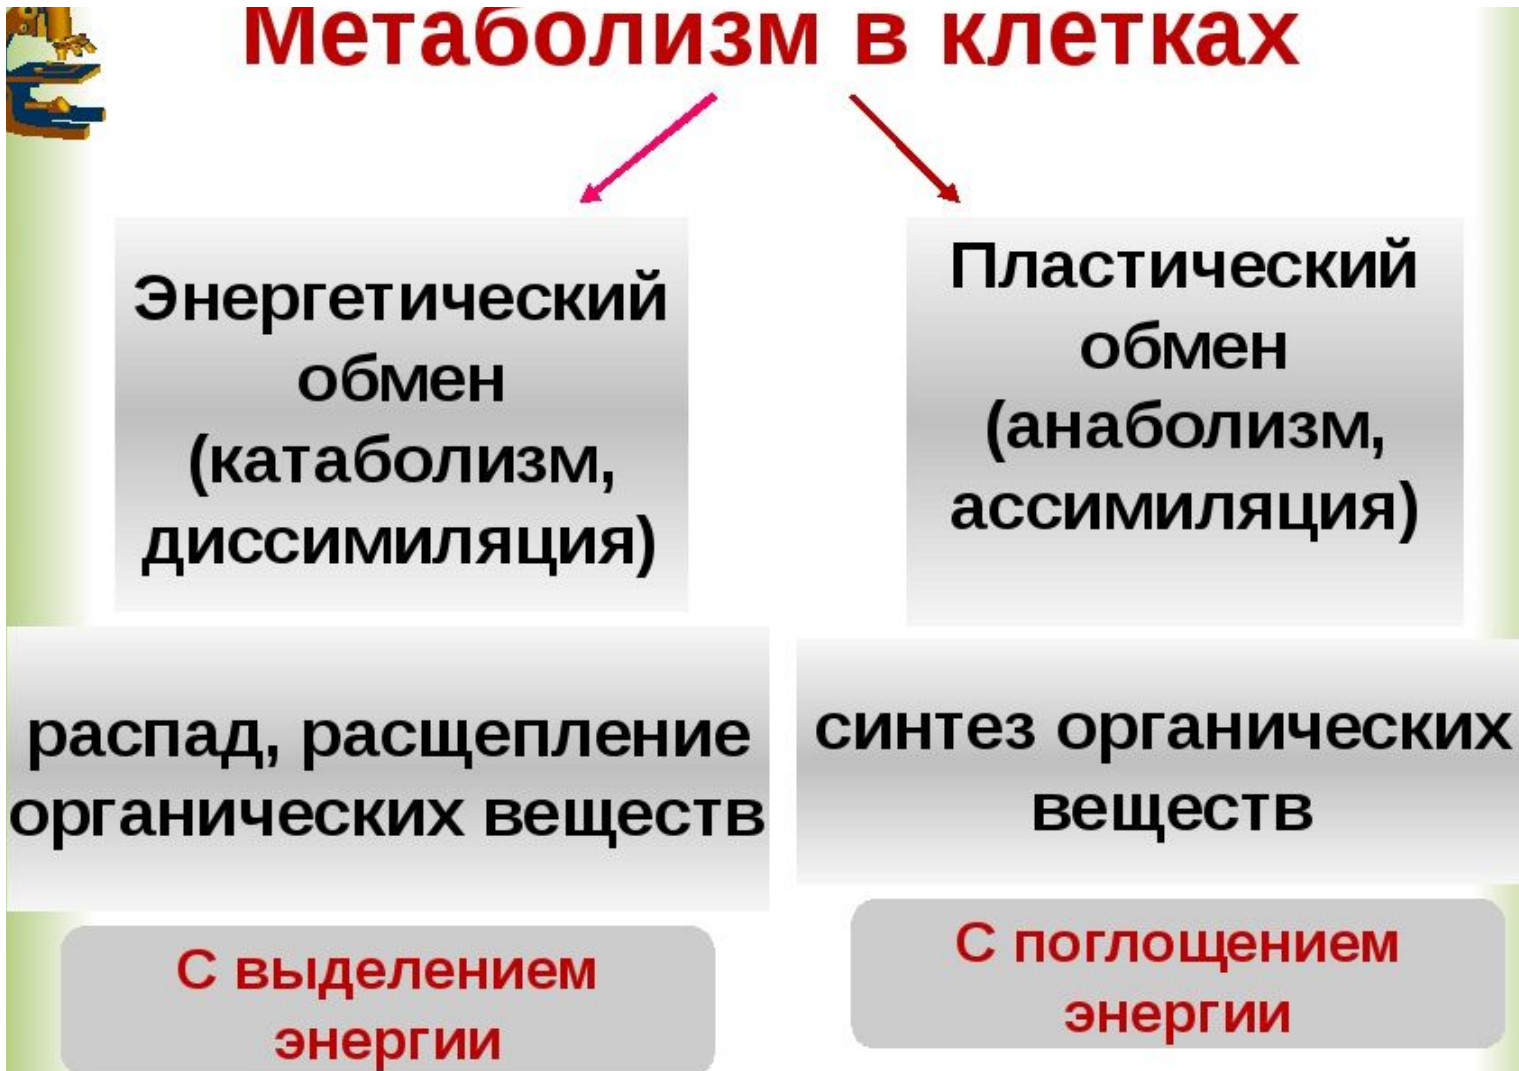 Метаболизм в клетках
Энергетический
обмен
(катаболизм,
диссимиляция)
распад, расщепление
органических веществ
С выделением
энергии
Пластический
обмен
(анаболизм,
ассимиляция)
синтез органических
веществ
С поглощением
энергии